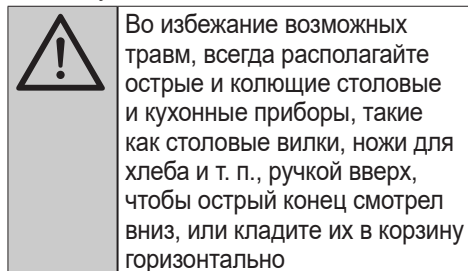 Во избежание возможных
травм, всегда располагайте
острые и колющие столовые
и кухонные приборы, такие
как столовые вилки, ножи для
хлеба и т. п., ручкой вверх,
чтобы острый конец смотрел
вниз, или кладите их в корзину
горизонтально